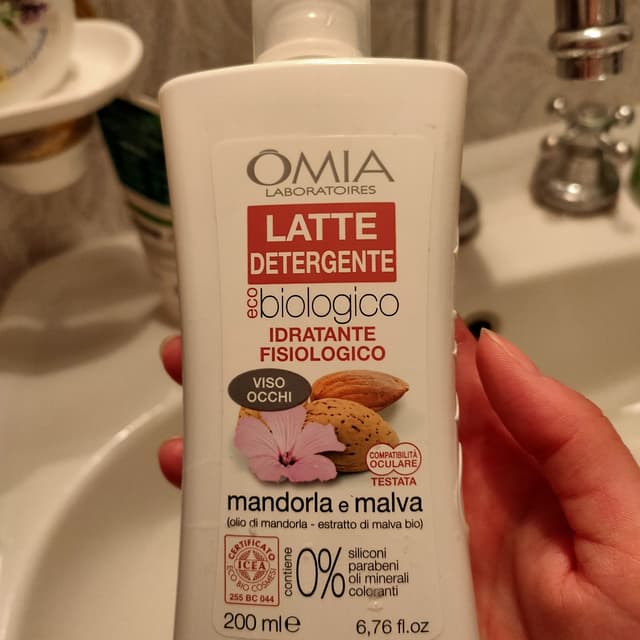 ÔMIA
LABORATOIRES
LATTE
DETERGENTE
eco biologico
IDRATANTE
FISIOLOGICO
VISO
OCCHI
COMPATIBILITÀ
OCULARE
TESTATA
mandorla e malva
(olio di mandorla - estratto di malva bio)
CERTIFICATO
ICEA
ECO BIO COSMESI
255 BC 044
contiene
0%
siliconi
parabeni
oli minerali
coloranti
200 ml e 6,76 fl.oz